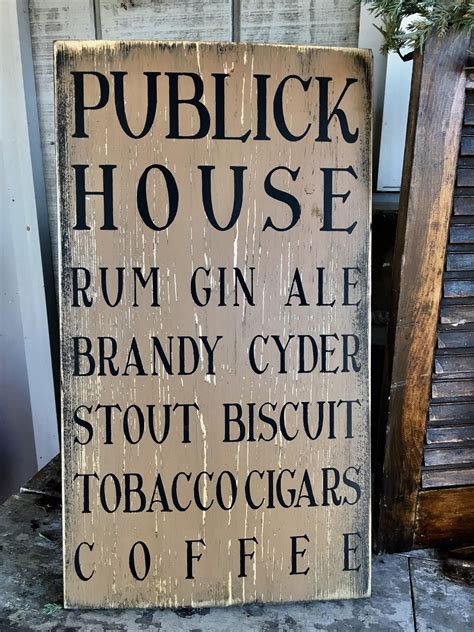 PUBLICK
HOUSE
RUM GIN ALE
BRANDY CYDER
STOUT BISCUIT
TOBACCO CIGARS
COFFEE